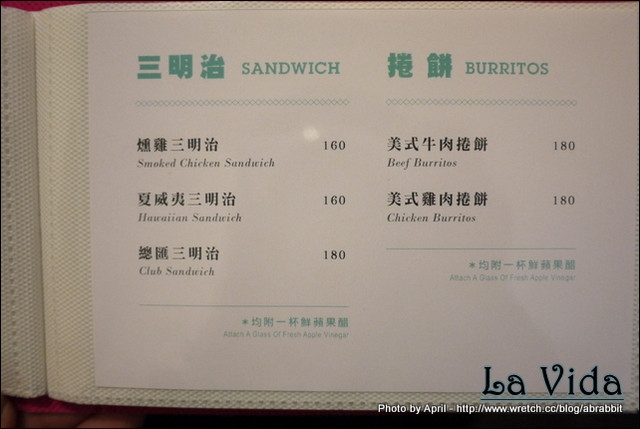 三明治 SANDWICH
燻雞三明治 160
Smoked Chicken Sandwich
夏威夷三明治 160
Hawaiian Sandwich
總匯三明治 180
Club Sandwich
*均附一杯鮮蘋果醋
Attach A Glass Of Fresh Apple Vinegar
捲餅 BURRITOS
美式牛肉捲餅 180
Beef Burritos
美式雞肉捲餅 180
Chicken Burritos
*均附一杯鮮蘋果醋
Attach A Glass Of Fresh Apple Vinegar
La Vida
Photo by April - http://www.wretch.cc/blog/abrabbit